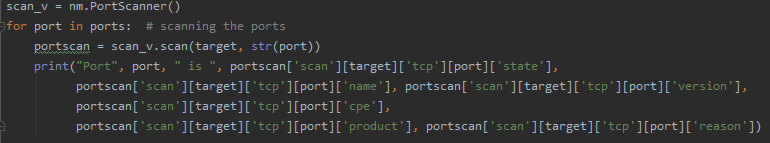 scan_v = nm.PortScanner()
for port in ports:  # scanning the ports
    portscan = scan_v.scan(target, str(port))
    print("Port", port, " is ", portscan['scan'][target]['tcp'][port]['state'],
          portscan['scan'][target]['tcp'][port]['name'], portscan['scan'][target]['tcp'][port]['version'],
          portscan['scan'][target]['tcp'][port]['cpe'],
          portscan['scan'][target]['tcp'][port]['product'], portscan['scan'][target]['tcp'][port]['reason'])